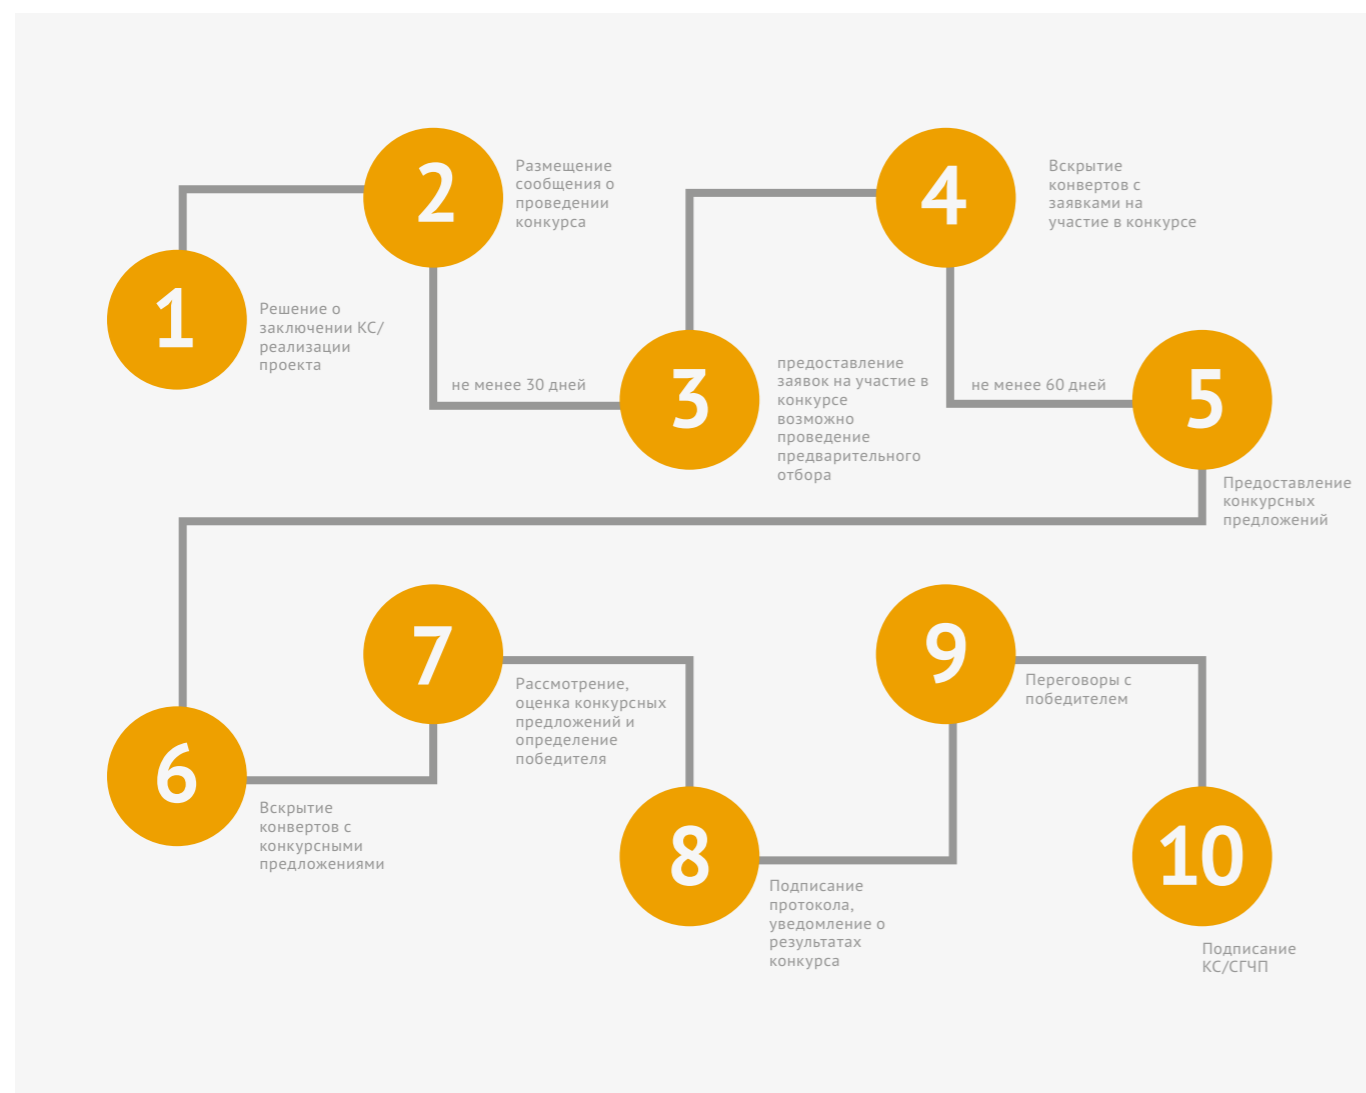 1
Решение о
заключении КС/
реализации
проекта
2
Размещение
сообщения о
проведении
конкурса
не менее 30 дней
3
предоставление
заявок на участие в
конкурсе
возможно
проведение
предварительного
отбора
4
Вскрытие
конвертов с
заявками на
участие в конкурсе
не менее 60 дней
5
Предоставление
конкурсных
предложений
6
Вскрытие
конвертов с
конкурсными
предложениями
7
Рассмотрение,
оценка конкурсных
предложений и
определение
победителя
8
Подписание
протокола,
уведомление о
результатах
конкурса
9
Переговоры с
победителем
10
Подписание
КС/СГЧП